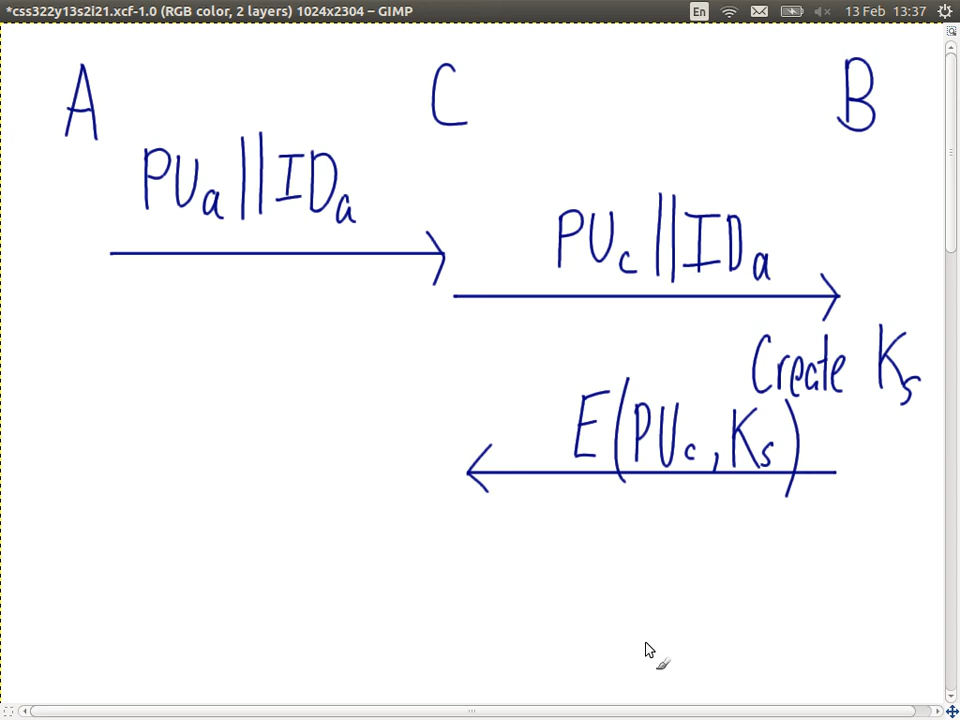 *css322y13s2i21.xcf-1.0 (RGB color, 2 layers) 1024x2304 – GIMP
En 13 Feb 13:37
A C B
PUa||IDa
PUc||IDa
Create Ks
E(PUc,Ks)